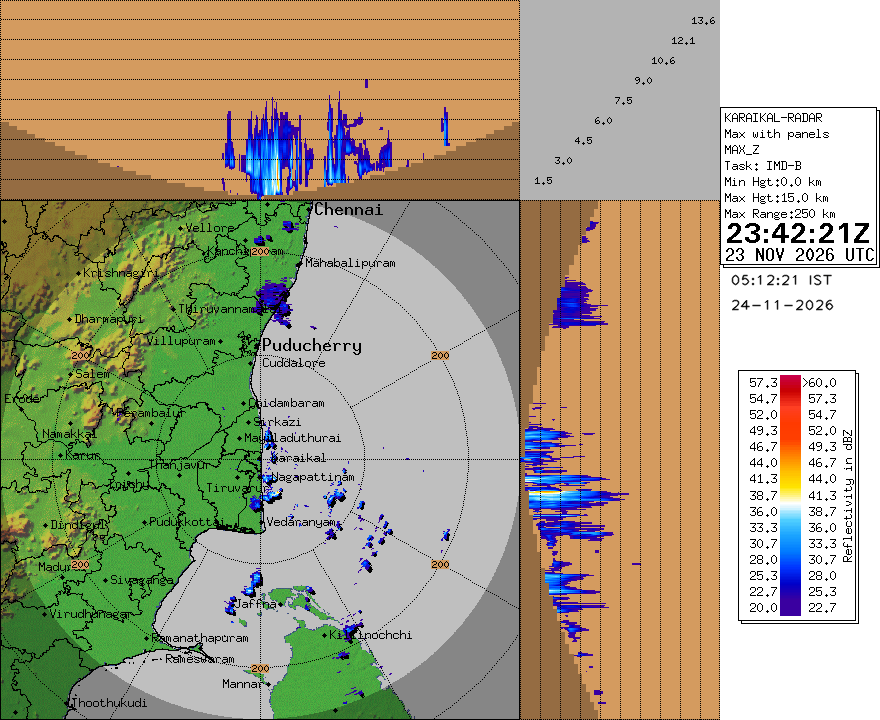 13.6
12.1
10.6
9.0
7.5
6.0
4.5
3.0
1.5
KARAIKAL-RADAR
Max with panels
MAX_Z
Task: IMD-B
Min Hgt:0.0 km
Max Hgt:15.0 km
Max Range:250 km
23:42:21Z
23 NOV 2026 UTC
05:12:21 IST
24-11-2026
Chennai
Vellore
200
Mahabalipuram
Krishnagiri
Dharmapuri
Villupuram
Puducherry
200
200
Cuddalore
Salem
Chidambaram
Perambalur
Sirkazi
Namakkal
Mayiladuthurai
Karur
Karaikal
Thanjavur
Nagapattinam
Dindigul
Pudukkottai
Vedaranyam
200
200
Sivaganga
Jaffna
Virudhunagar
Ramanathapuram
Kilinochchi
Rameswaram
200
Mannar
Thoothukudi
57.3 >60.0
54.7 57.3
52.0 54.7
49.3 52.0
46.7 49.3
44.0 46.7
41.3 44.0
38.7 41.3
36.0 38.7
33.3 36.0
30.7 33.3
28.0 30.7
25.3 28.0
22.7 25.3
20.0 22.7
Reflectivity in dBZ